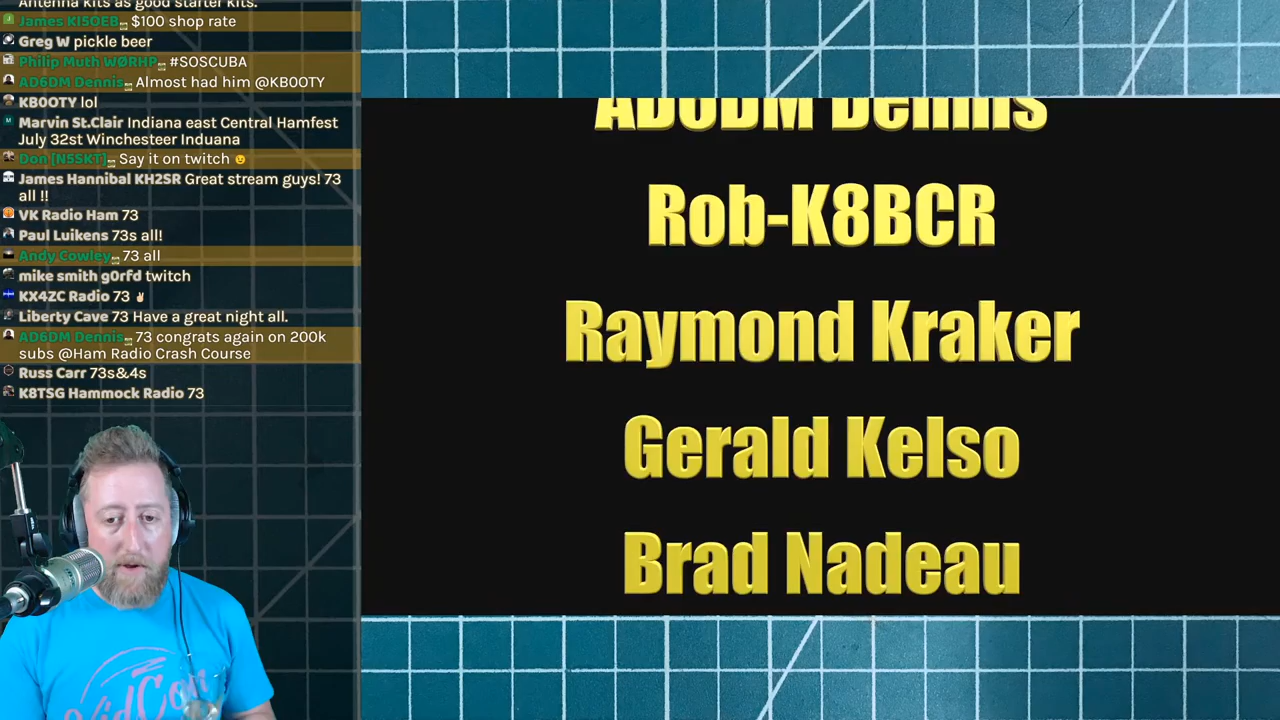 Antenna kits as good starter kits.
James KI5OEB $100 shop rate
Greg W pickle beer
Philip Muth WØRHP #SOSCUBA
AD6DM Dennis Almost had him @KB0OTY
KB0OTY lol
Marvin St.Clair Indiana east Central Hamfest
July 32st Winchesteer Induana
Don [N5SKT] Say it on twitch 😉
James Hannibal KH2SR Great stream guys! 73
all !!
VK Radio Ham 73
Paul Luikens 73s all!
Andy Cowley 73 all
mike smith g0rfd twitch
KX4ZC Radio 73 ✌🏻
Liberty Cave 73 Have a great night all.
AD6DM Dennis 73 congrats again on 200k
subs @Ham Radio Crash Course
Russ Carr 73s&4s
K8TSG Hammock Radio 73
AD6DM Dennis
Rob-K8BCR
Raymond Kraker
Gerald Kelso
Brad Nadeau
VidCon